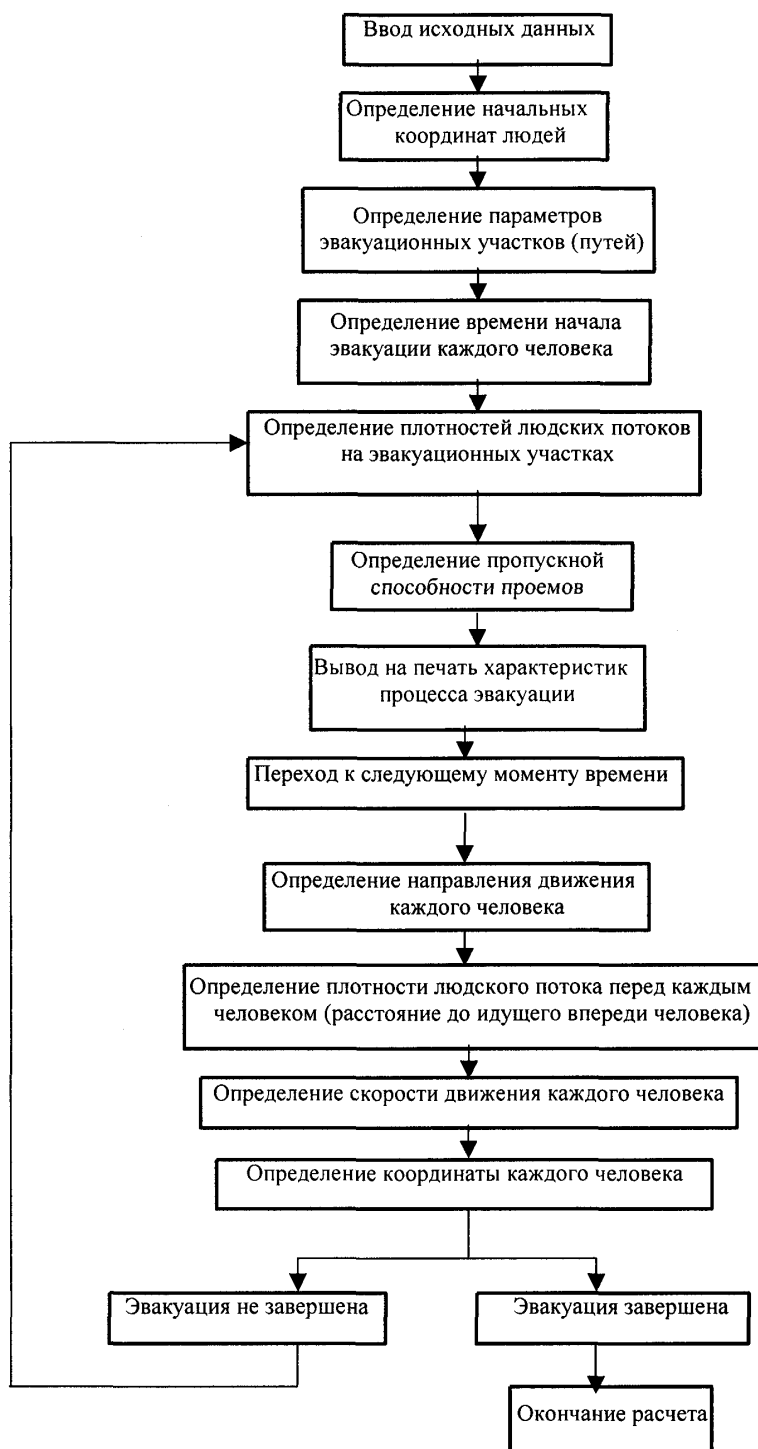 Ввод исходных данных
Определение начальных
координат людей
Определение параметров
эвакуационных участков (путей)
Определение времени начала
эвакуации каждого человека
Определение плотностей людских потоков
на эвакуационных участках
Определение пропускной
способности проемов
Вывод на печать характеристик
процесса эвакуации
Переход к следующему моменту времени
Определение направления движения
каждого человека
Определение плотности людского потока перед каждым
человеком (расстояние до идущего впереди человека)
Определение скорости движения каждого человека
Определение координаты каждого человека
Эвакуация не завершена
Эвакуация завершена
Окончание расчета